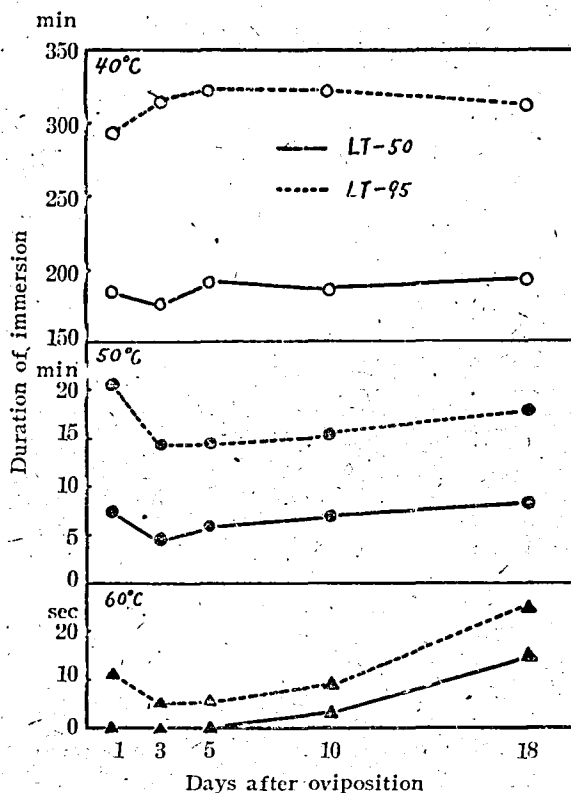 min
350
40°C
300
LT-50
LT-95
250
200
150
Duration of immersion
50°C
min
20
15
10
5
0
60°C
sec
20
10
0
1 3 5 10 18
Days after oviposition